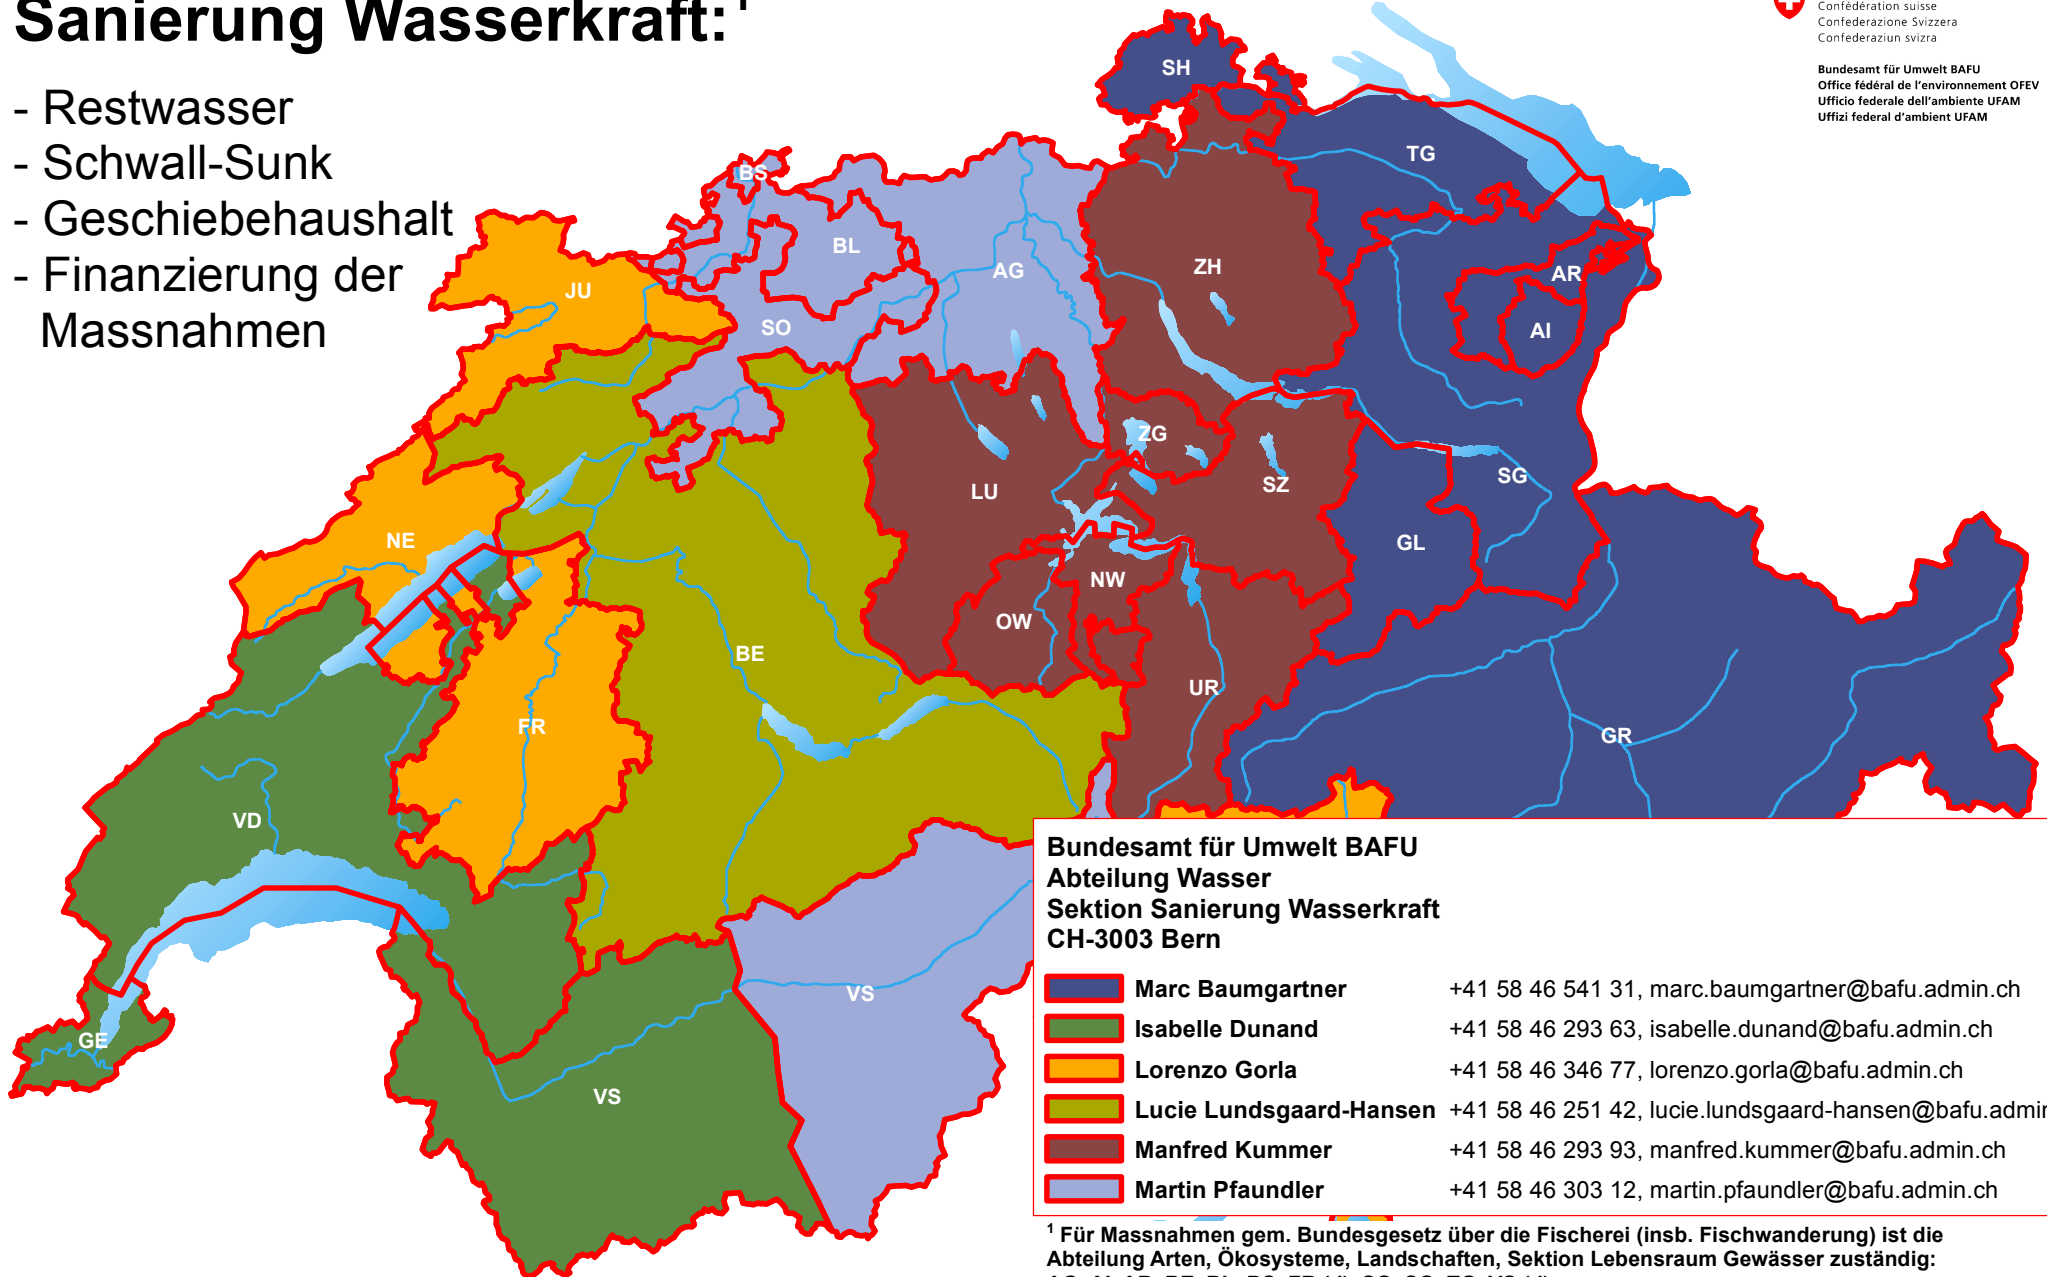 Sanierung Wasserkraft:¹
- Restwasser
- Schwall-Sunk
- Geschiebehaushalt
- Finanzierung der
Massnahmen
Confédération suisse
Confederazione Svizzera
Confederaziun svizra
Bundesamt für Umwelt BAFU
Office fédéral de l'environnement OFEV
Ufficio federale dell'ambiente UFAM
Uffizi federal d'ambient UFAM
SH
TG
BS
BL
AG
ZH
AR
JU
SO
AI
ZG
LU
SZ
SG
NE
GL
NW
OW
BE
UR
FR
GR
VD
VS
GE
VS
Bundesamt für Umwelt BAFU
Abteilung Wasser
Sektion Sanierung Wasserkraft
CH-3003 Bern
Marc Baumgartner +41 58 46 541 31, marc.baumgartner@bafu.admin.ch
Isabelle Dunand +41 58 46 293 63, isabelle.dunand@bafu.admin.ch
Lorenzo Gorla +41 58 46 346 77, lorenzo.gorla@bafu.admin.ch
Lucie Lundsgaard-Hansen +41 58 46 251 42, lucie.lundsgaard-hansen@bafu.admin
Manfred Kummer +41 58 46 293 93, manfred.kummer@bafu.admin.ch
Martin Pfaundler +41 58 46 303 12, martin.pfaundler@bafu.admin.ch
¹ Für Massnahmen gem. Bundesgesetz über die Fischerei (insb. Fischwanderung) ist die
Abteilung Arten, Ökosysteme, Landschaften, Sektion Lebensraum Gewässer zuständig: